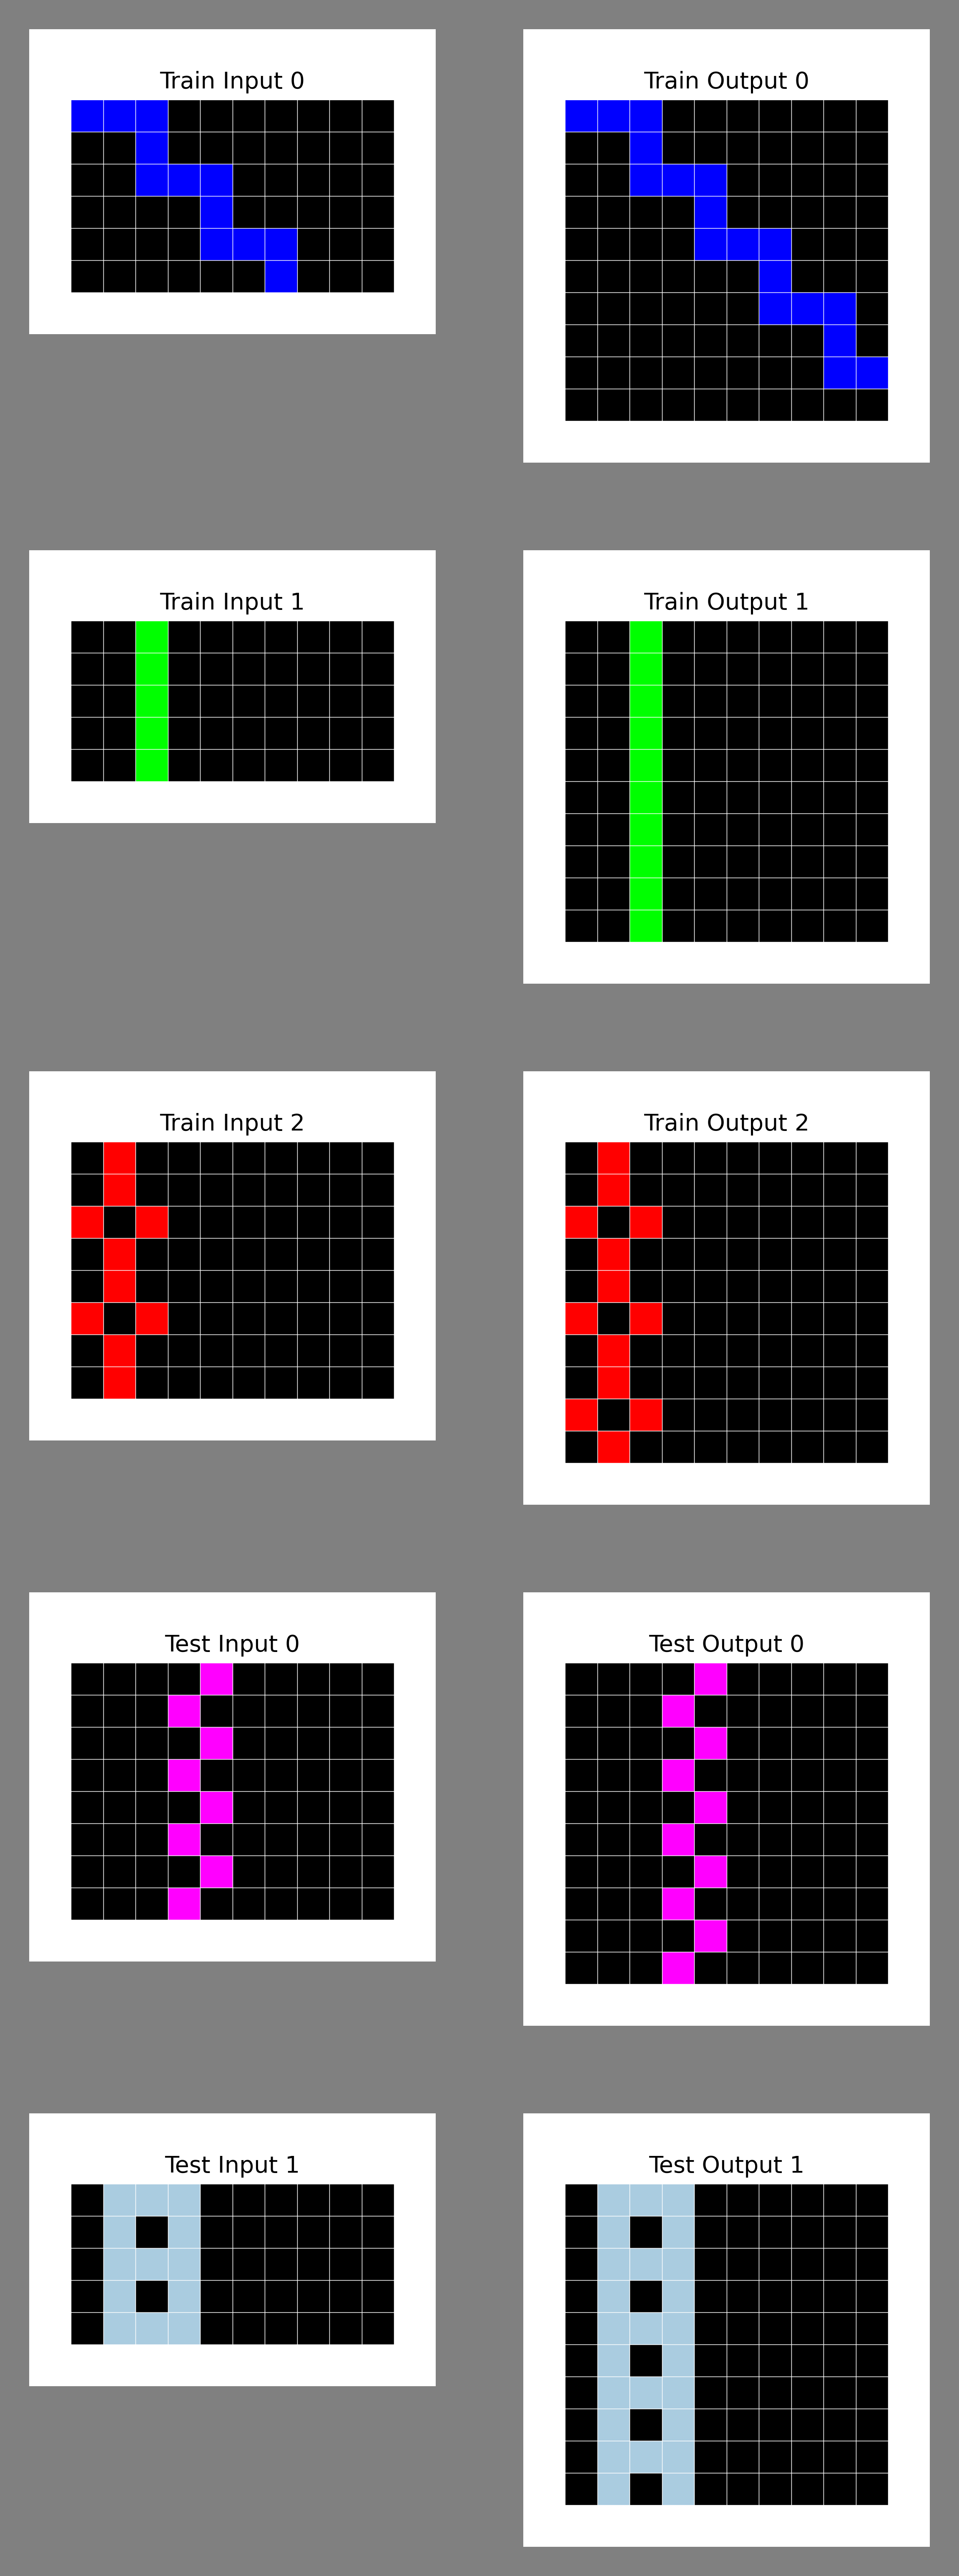 Train Input 0
Train Output 0
Train Input 1
Train Output 1
Train Input 2
Train Output 2
Test Input 0
Test Output 0
Test Input 1
Test Output 1